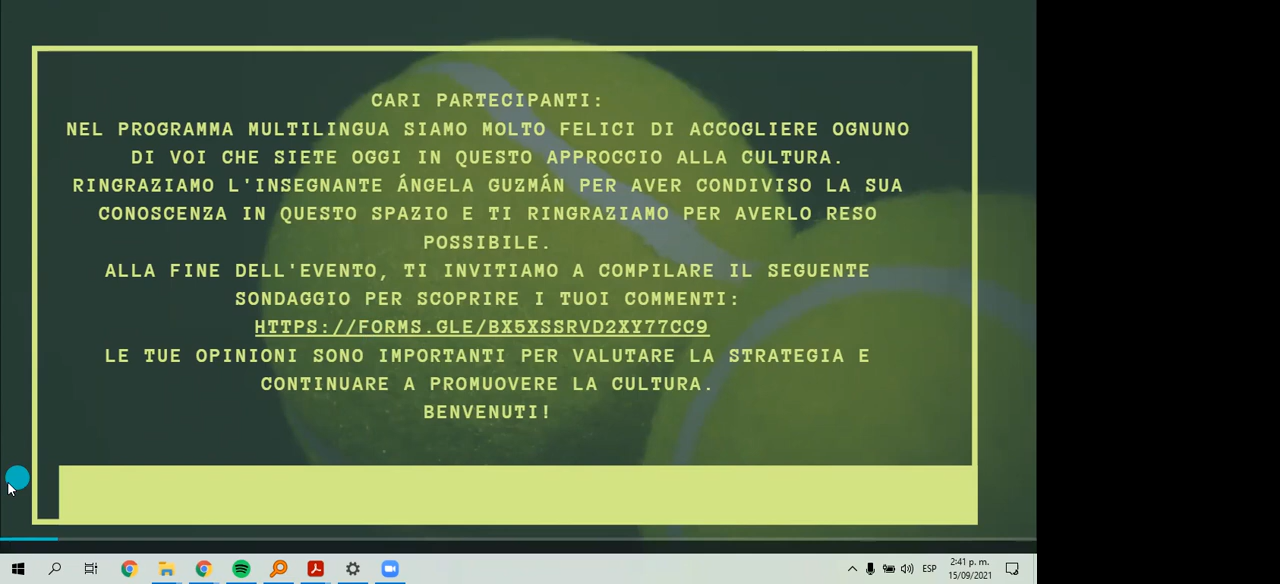 CARI PARTECIPANTI:
NEL PROGRAMMA MULTILINGUA SIAMO MOLTO FELICI DI ACCOGLIERE OGNUNO
DI VOI CHE SIETE OGGI IN QUESTO APPROCCIO ALLA CULTURA.
RINGRAZIAMO L'INSEGNANTE ÁNGELA GUZMÁN PER AVER CONDIVISO LA SUA
CONOSCENZA IN QUESTO SPAZIO E TI RINGRAZIAMO PER AVERLO RESO
POSSIBILE.
ALLA FINE DELL'EVENTO, TI INVITIAMO A COMPILARE IL SEGUENTE
SONDAGGIO PER SCOPRIRE I TUOI COMMENTI:
HTTPS://FORMS.GLE/BX5XSSRVD2XY77CC9
LE TUE OPINIONI SONO IMPORTANTI PER VALUTARE LA STRATEGIA E
CONTINUARE A PROMUOVERE LA CULTURA.
BENVENUTI!
ESP
2:41 p. m.
15/09/2021